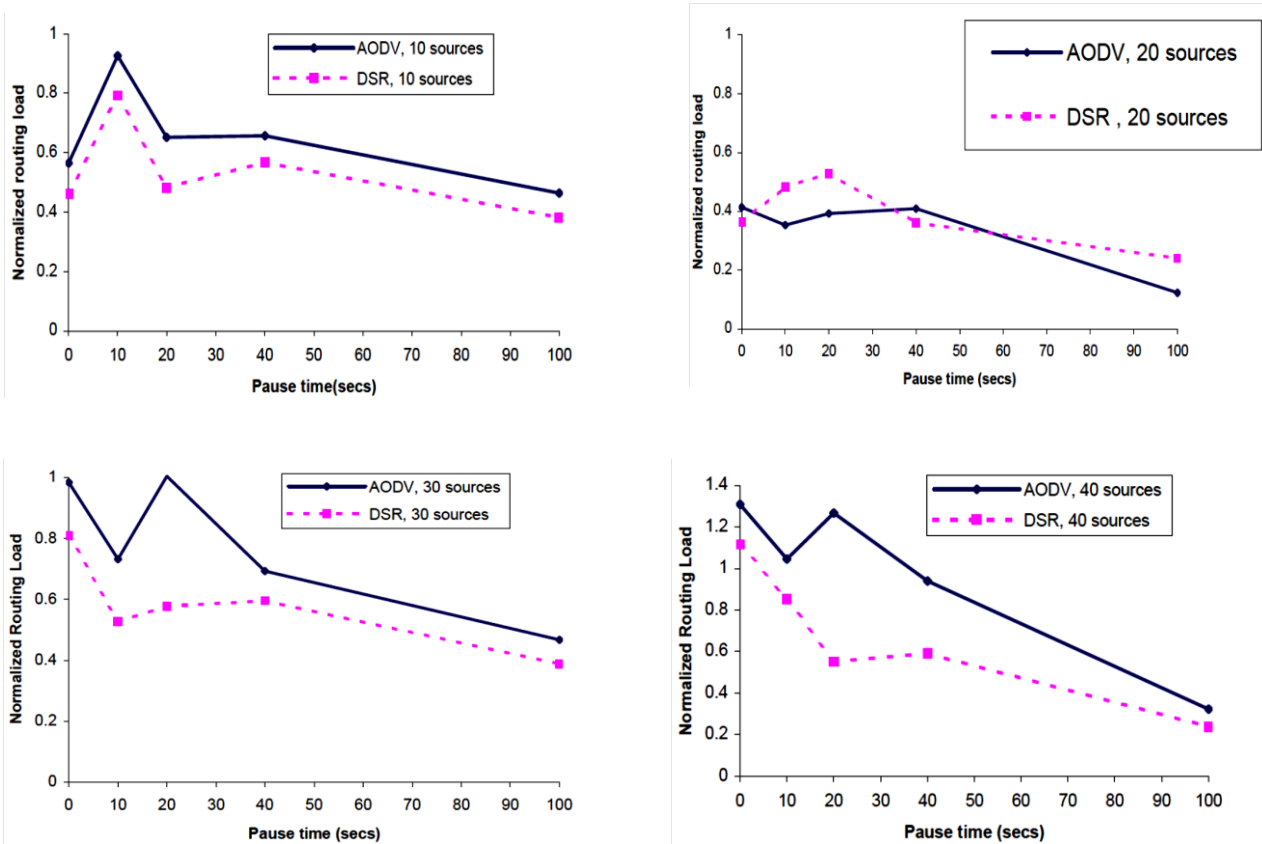 1
0.8
0.6
0.4
0.2
0
Normalized routing load
AODV, 10 sources
DSR, 10 sources
0 10 20 30 40 50 60 70 80 90 100
Pause time(secs)
1
0.8
0.6
0.4
0.2
0
Normalized routing load
AODV, 20 sources
DSR , 20 sources
0 10 20 30 40 50 60 70 80 90 100
Pause time (secs)
1
0.8
0.6
0.4
0.2
0
Normalized Routing Load
AODV, 30 sources
DSR, 30 sources
0 10 20 30 40 50 60 70 80 90 100
Pause time (secs)
1.4
1.2
1
0.8
0.6
0.4
0.2
0
Normalized Routing Load
AODV, 40 sources
DSR, 40 sources
0 10 20 30 40 50 60 70 80 90 100
Pause time (secs)